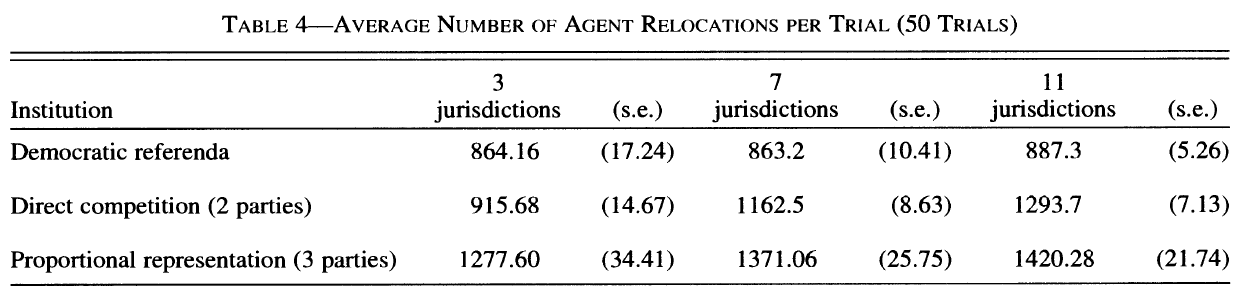 TABLE 4—AVERAGE NUMBER OF AGENT RELOCATIONS PER TRIAL (50 TRIALS)
3 7 11
Institution jurisdictions (s.e.) jurisdictions (s.e.) jurisdictions (s.e.)
Democratic referenda 864.16 (17.24) 863.2 (10.41) 887.3 (5.26)
Direct competition (2 parties) 915.68 (14.67) 1162.5 (8.63) 1293.7 (7.13)
Proportional representation (3 parties) 1277.60 (34.41) 1371.06 (25.75) 1420.28 (21.74)